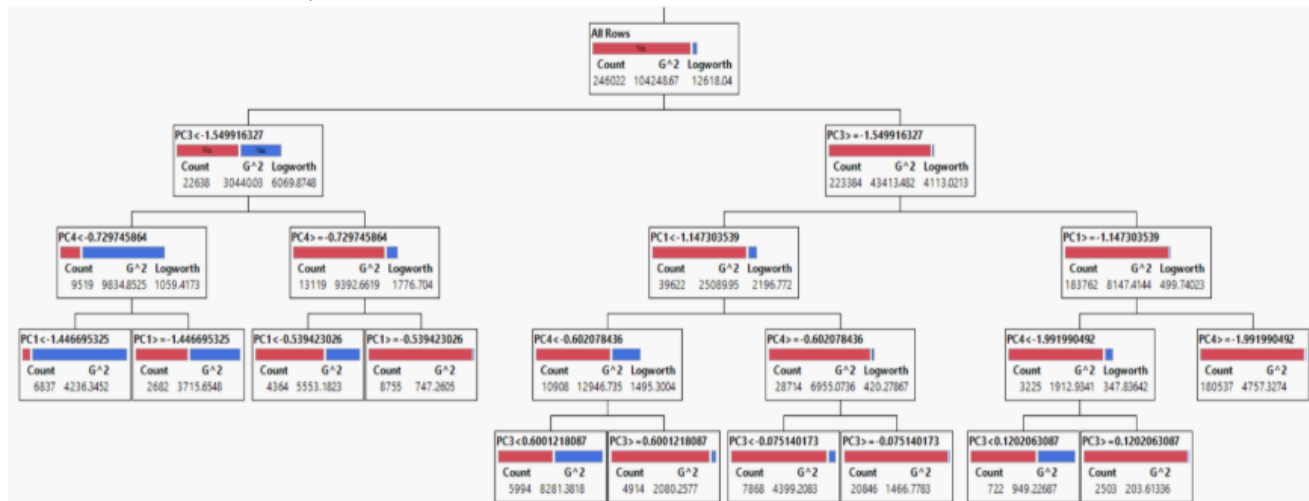 All Rows
No
Count G^2 Logworth
246022 104248.67 12618.04
PC3<-1.549916327
No Yes
Count G^2 Logworth
22638 30440.03 6069.8748
PC3>=-1.549916327
Count G^2 Logworth
223384 43413.482 4113.0213
PC4<-0.729745864
Count G^2 Logworth
9519 9834.8525 1059.4173
PC4>=-0.729745864
Count G^2 Logworth
13119 9392.6619 1776.704
PC1<-1.147303539
Count G^2 Logworth
39622 25089.95 2196.772
PC1>=-1.147303539
Count G^2 Logworth
183762 8147.4144 499.74023
PC1<-1.446695325
Count G^2
6837 4236.3452
PC1>=-1.446695325
Count G^2
2682 3715.6548
PC1<-0.539423026
Count G^2
4364 5553.1823
PC1>=-0.539423026
Count G^2
8755 747.2605
PC4<-0.602078436
Count G^2 Logworth
10908 12946.735 1495.3004
PC4>=-0.602078436
Count G^2 Logworth
28714 6955.0736 420.27867
PC4<-1.991990492
Count G^2 Logworth
3225 1912.9341 347.83642
PC4>=-1.991990492
Count G^2
180537 4757.3274
PC3<0.6001218087
Count G^2
5994 8281.3818
PC3>=0.6001218087
Count G^2
4914 2080.2577
PC3<-0.075140173
Count G^2
7868 4399.2083
PC3>=-0.075140173
Count G^2
20846 1466.7783
PC3<0.1202063087
Count G^2
722 949.22687
PC3>=0.1202063087
Count G^2
2503 203.61336